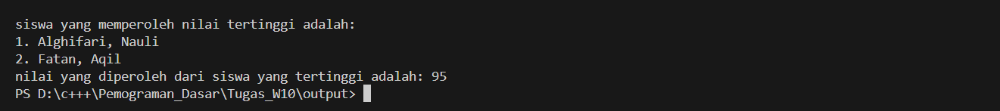 siswa yang memperoleh nilai tertinggi adalah:
1. Alghifari, Nauli
2. Fatan, Aqil
nilai yang diperoleh dari siswa yang tertinggi adalah: 95
PS D:\c+++\Pemograman_Dasar\Tugas_W10\output>